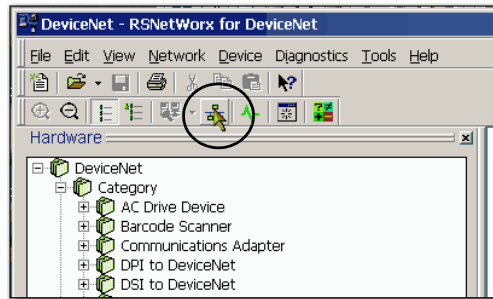 DeviceNet - RSNetWorx for DeviceNet
File Edit View Network Device Diagnostics Tools Help
Hardware
DeviceNet
Category
AC Drive Device
Barcode Scanner
Communications Adapter
DPI to DeviceNet
DSI to DeviceNet